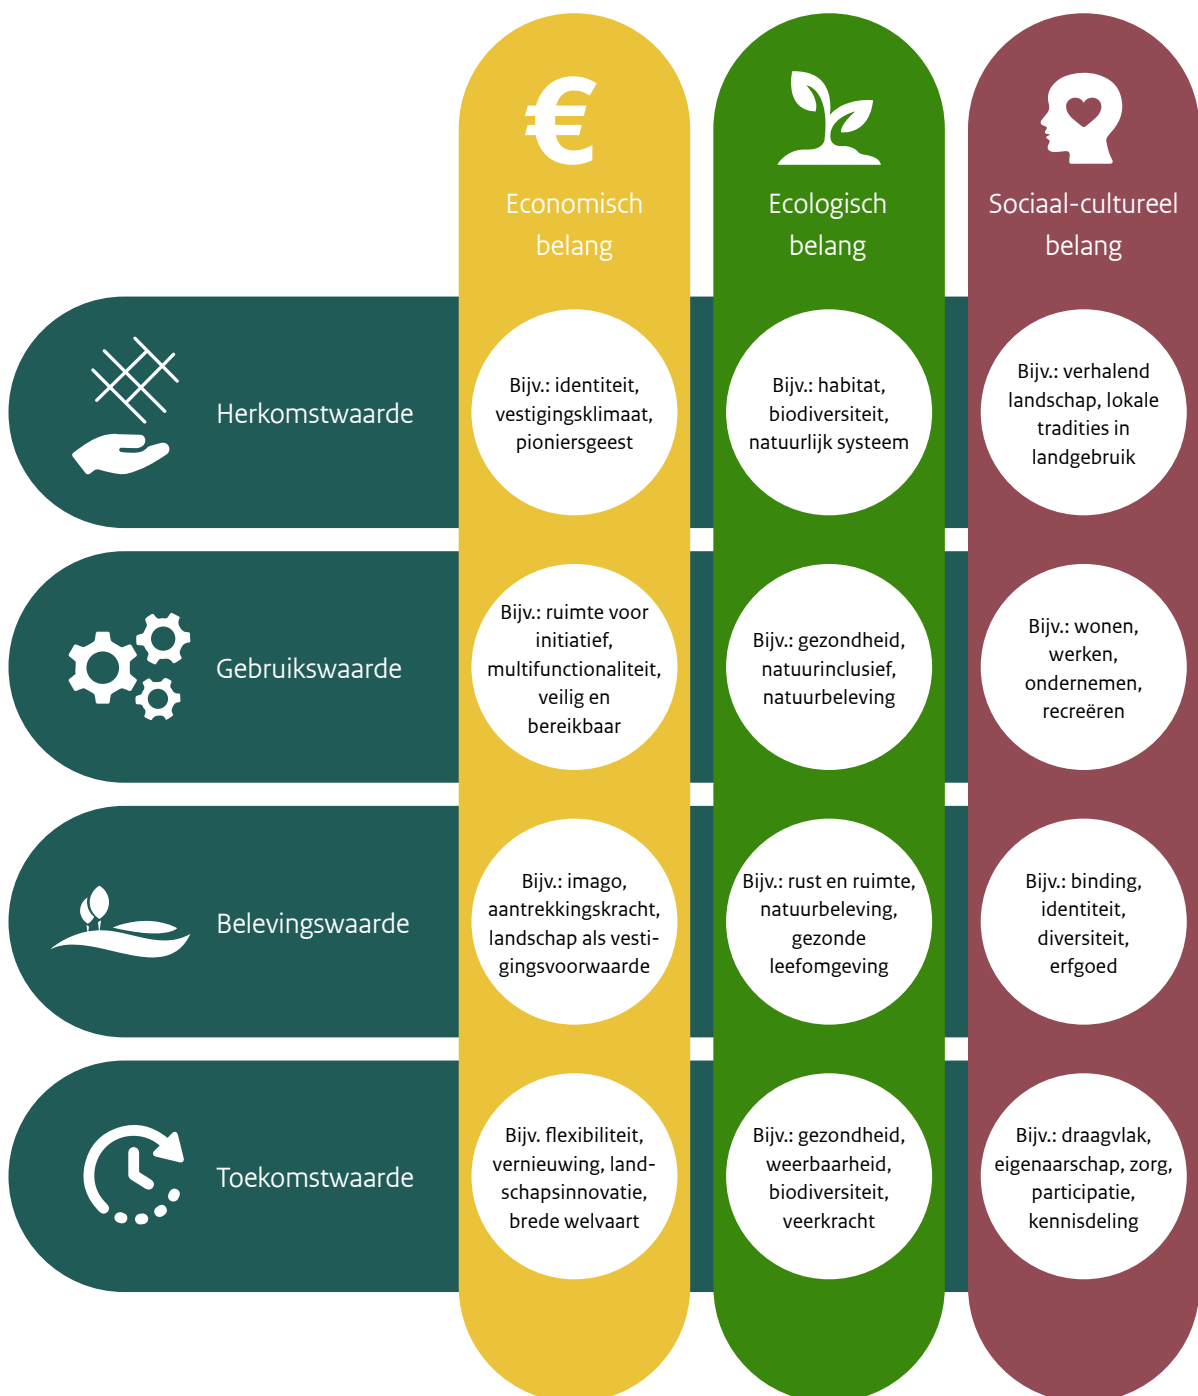 Economisch
belang
Ecologisch
belang
Sociaal-cultureel
belang
Herkomstwaarde
Bijv.: identiteit,
vestigingsklimaat,
pioniersgeest
Bijv.: habitat,
biodiversiteit,
natuurlijk systeem
Bijv.: verhalend
landschap, lokale
tradities in
landgebruik
Gebruikswaarde
Bijv.: ruimte voor
initiatief,
multifunctionaliteit,
veilig en
bereikbaar
Bijv.: gezondheid,
natuurinclusief,
natuurbeleving
Bijv.: wonen,
werken,
ondernemen,
recreëren
Belevingswaarde
Bijv.: imago,
aantrekkingskracht,
landschap als vesti-
gingsvoorwaarde
Bijv.: rust en ruimte,
natuurbeleving,
gezonde
leefomgeving
Bijv.: binding,
identiteit,
diversiteit,
erfgoed
Toekomstwaarde
Bijv. flexibiliteit,
vernieuwing, land-
schapsinnovatie,
brede welvaart
Bijv.: gezondheid,
weerbaarheid,
biodiversiteit,
veerkracht
Bijv.: draagvlak,
eigenaarschap, zorg,
participatie,
kennisdeling